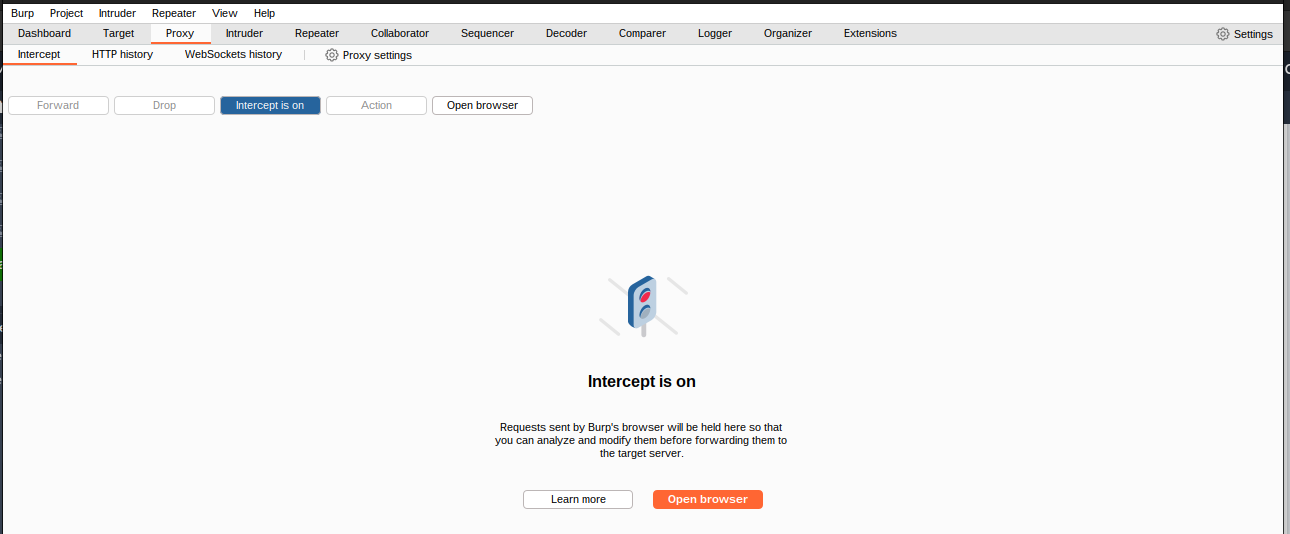 Burp Project Intruder Repeater View Help
Dashboard Target Proxy Intruder Repeater Collaborator Sequencer Decoder Comparer Logger Organizer Extensions Settings
Intercept HTTP history WebSockets history Proxy settings
Forward Drop Intercept is on Action Open browser
Intercept is on
Requests sent by Burp's browser will be held here so that
you can analyze and modify them before forwarding them to
the target server.
Learn more Open browser